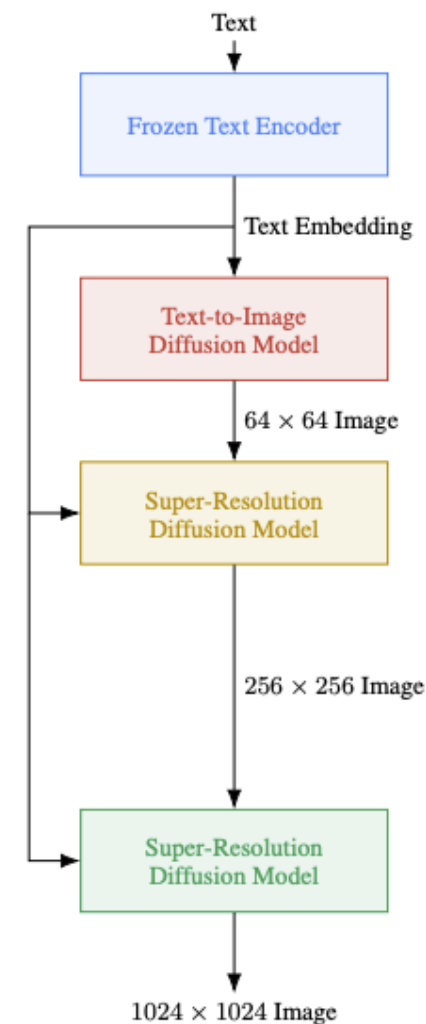 Text
Frozen Text Encoder
Text Embedding
Text-to-Image
Diffusion Model
64 × 64 Image
Super-Resolution
Diffusion Model
256 × 256 Image
Super-Resolution
Diffusion Model
1024 × 1024 Image